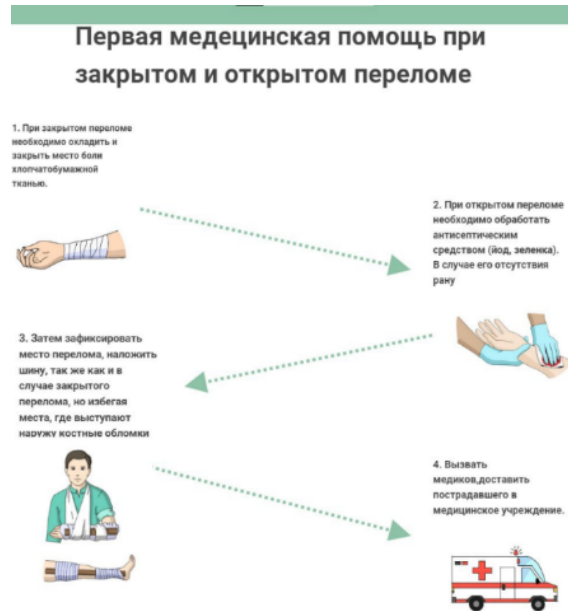 Первая медецинская помощь при
закрытом и открытом переломе
1. При закрытом переломе
необходимо охладить и
закрыть место боли
хлопчатобумажной
тканью.
2. При открытом переломе
необходимо обработать
антисептическим
средством (йод, зеленка).
В случае его отсутствия
рану
3. Затем зафиксировать
место перелома, наложить
шину, так же как и в
случае закрытого
перелома, но избегая
места, где выступают
наружу костные обломки
4. Вызвать
медиков,доставить
пострадавшего в
медицинское учреждение.